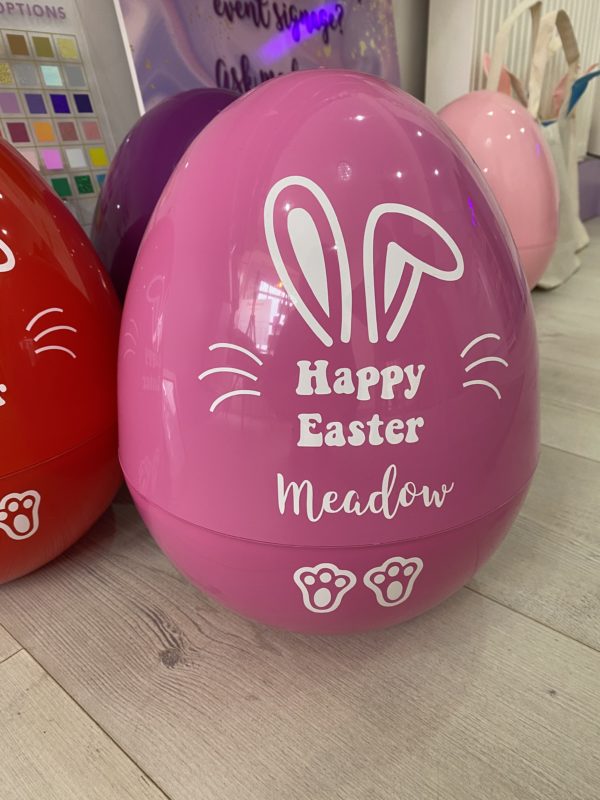 OPTIONS
event signage?
Happy
Easter
Meadow